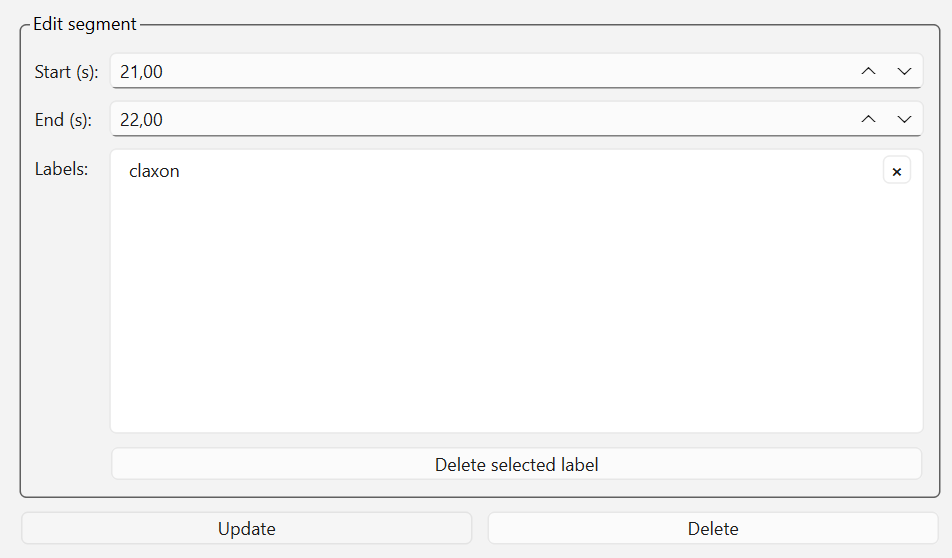 Edit segment
Start (s): 21,00
End (s): 22,00
Labels: claxon ×
Delete selected label
Update Delete